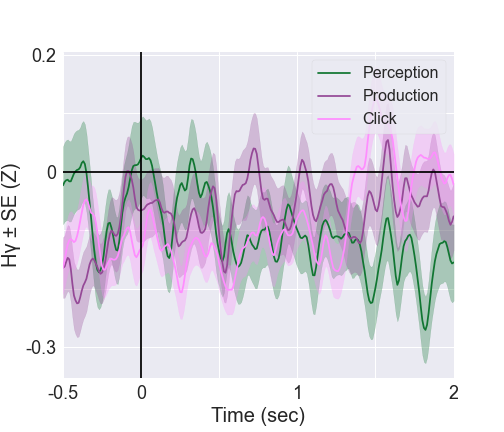 0.2
0
-0.3
Hγ ± SE (Z)
Perception
Production
Click
-0.5 0 1 2
Time (sec)